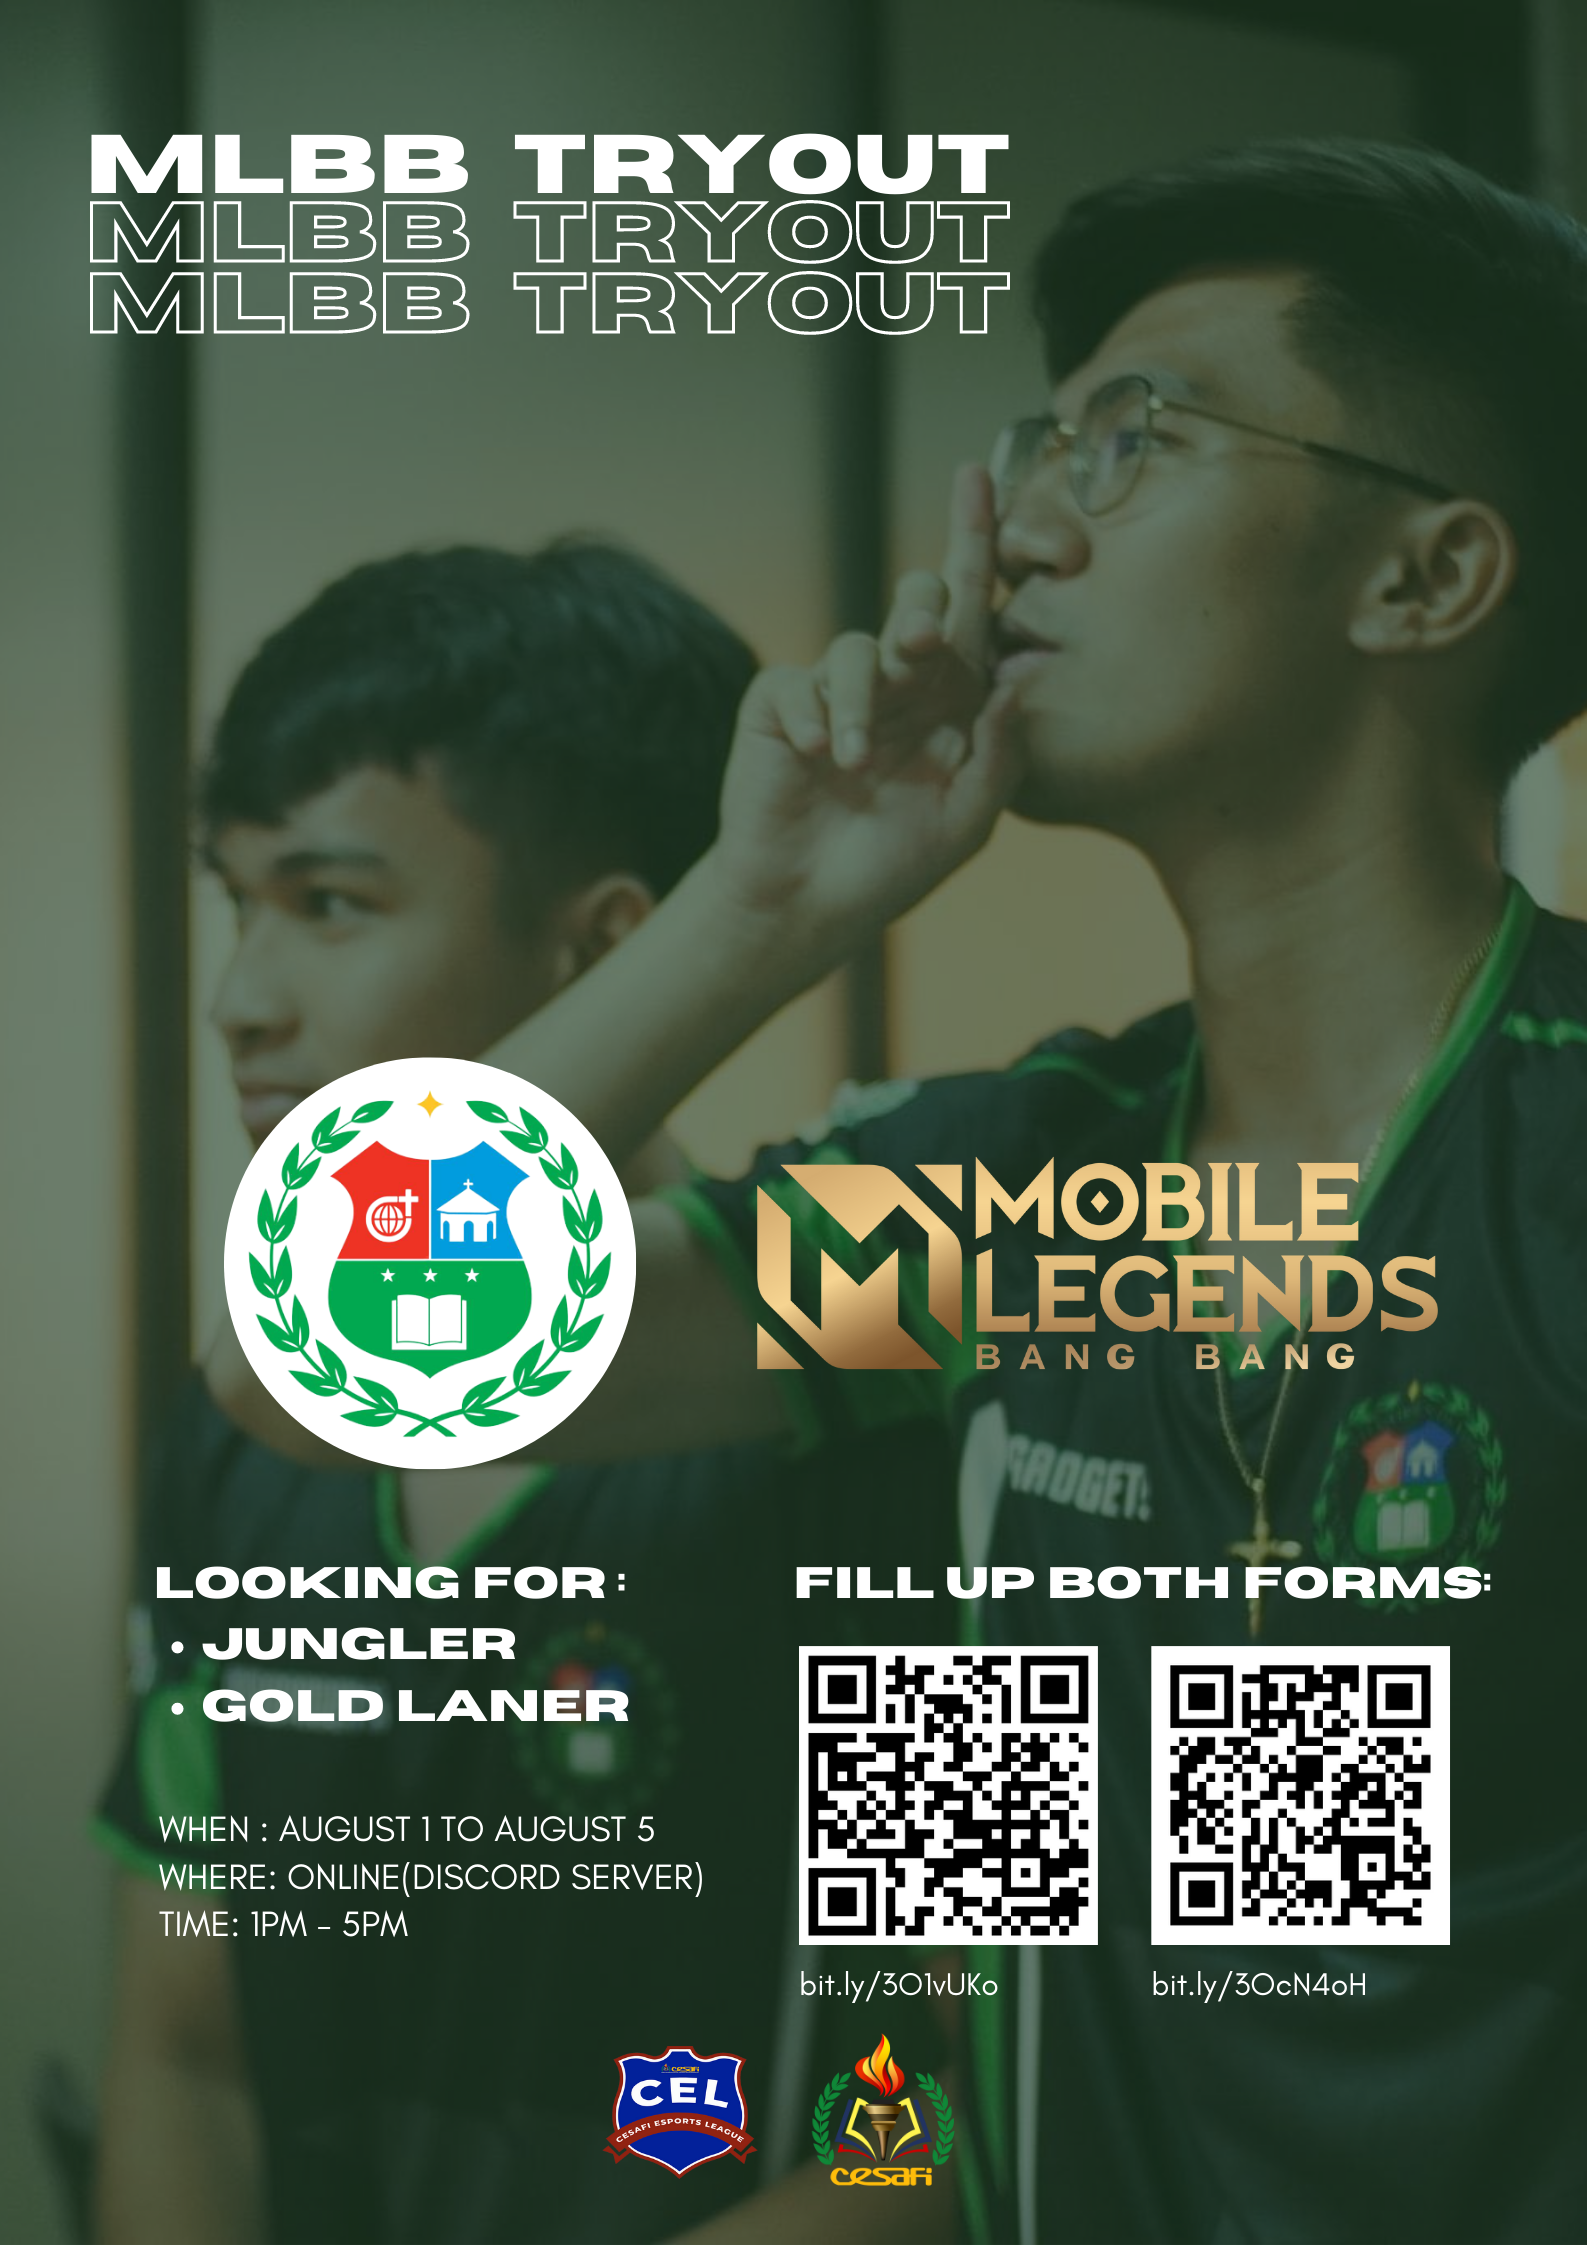 MLBB TRYOUT
MLBB TRYOUT
MLBB TRYOUT
MOBILE
LEGENDS
BANG BANG
GADGET!
LOOKING FOR :
• JUNGLER
• GOLD LANER
WHEN : AUGUST 1 TO AUGUST 5
WHERE: ONLINE(DISCORD SERVER)
TIME: 1PM - 5PM
FILL UP BOTH FORMS:
bit.ly/3O1vUKo
bit.ly/3OcN4oH
cesafi
CEL
CESAFI ESPORTS LEAGUE
cesafi